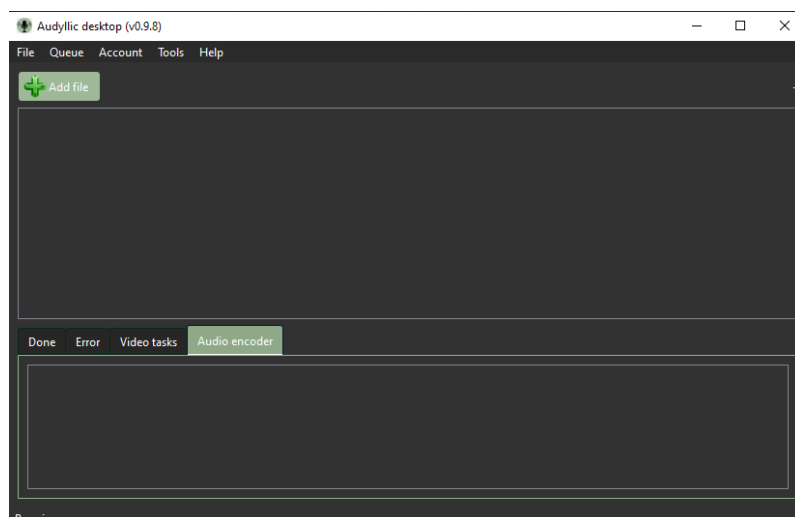 Audyllic desktop (v0.9.8)
File Queue Account Tools Help
Add file
Done Error Video tasks Audio encoder